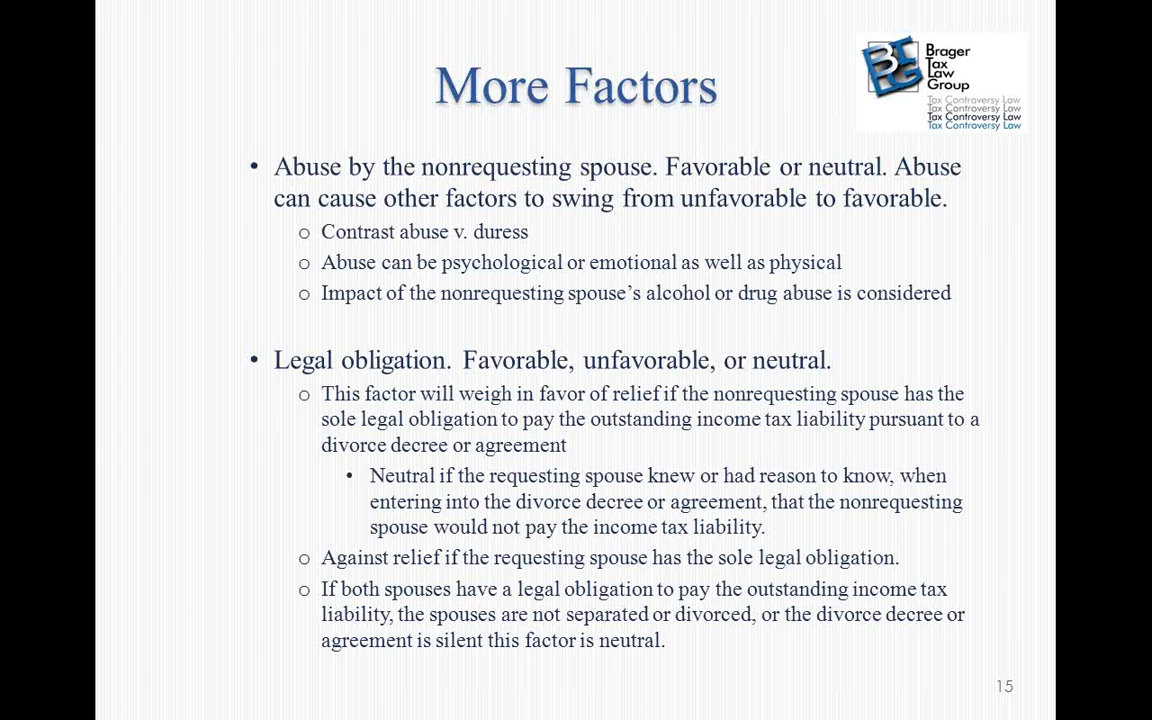 More Factors
BTLG
Brager
Tax
Law
Group
Tax Controversy Law
Tax Controversy Law
Tax Controversy Law
Tax Controversy Law
• Abuse by the nonrequesting spouse. Favorable or neutral. Abuse
can cause other factors to swing from unfavorable to favorable.
o Contrast abuse v. duress
o Abuse can be psychological or emotional as well as physical
o Impact of the nonrequesting spouse’s alcohol or drug abuse is considered
• Legal obligation. Favorable, unfavorable, or neutral.
o This factor will weigh in favor of relief if the nonrequesting spouse has the
sole legal obligation to pay the outstanding income tax liability pursuant to a
divorce decree or agreement
• Neutral if the requesting spouse knew or had reason to know, when
entering into the divorce decree or agreement, that the nonrequesting
spouse would not pay the income tax liability.
o Against relief if the requesting spouse has the sole legal obligation.
o If both spouses have a legal obligation to pay the outstanding income tax
liability, the spouses are not separated or divorced, or the divorce decree or
agreement is silent this factor is neutral.
15